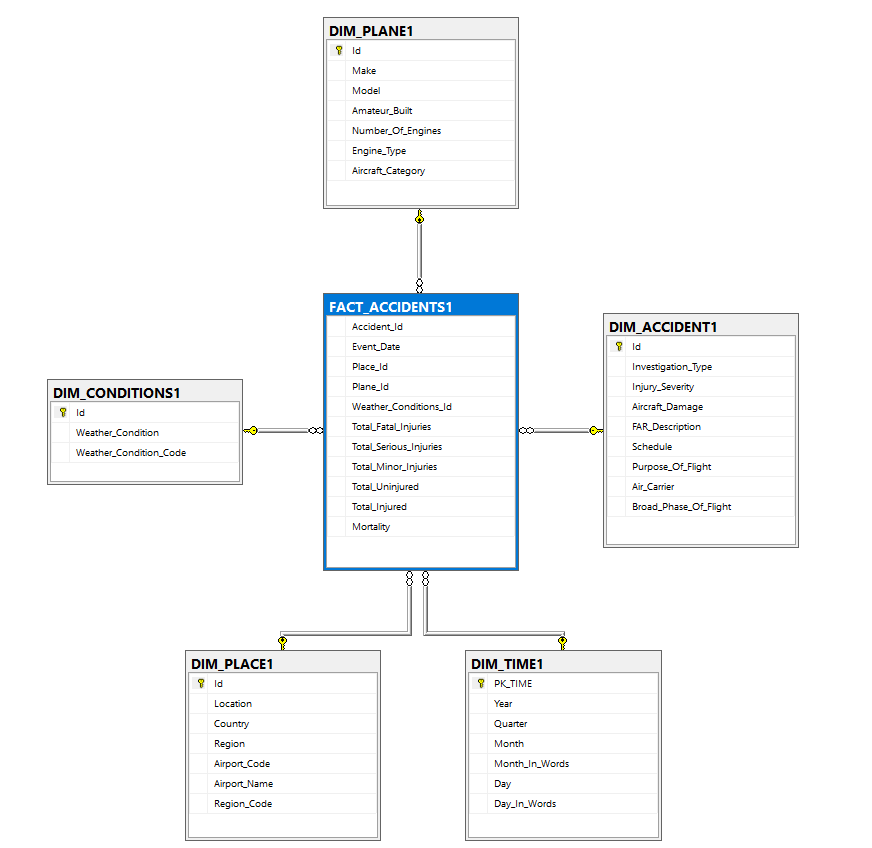 DIM_PLANE1
Id
Make
Model
Amateur_Built
Number_Of_Engines
Engine_Type
Aircraft_Category
FACT_ACCIDENTS1
Accident_Id
Event_Date
Place_Id
Plane_Id
Weather_Conditions_Id
Total_Fatal_Injuries
Total_Serious_Injuries
Total_Minor_Injuries
Total_Uninjured
Total_Injured
Mortality
DIM_ACCIDENT1
Id
Investigation_Type
Injury_Severity
Aircraft_Damage
FAR_Description
Schedule
Purpose_Of_Flight
Air_Carrier
Broad_Phase_Of_Flight
DIM_CONDITIONS1
Id
Weather_Condition
Weather_Condition_Code
DIM_PLACE1
Id
Location
Country
Region
Airport_Code
Airport_Name
Region_Code
DIM_TIME1
PK_TIME
Year
Quarter
Month
Month_In_Words
Day
Day_In_Words